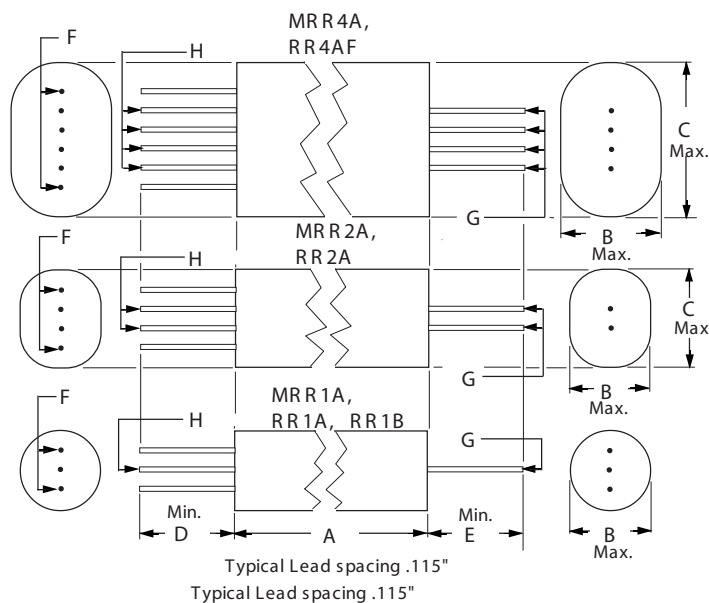 MRR4A,
RR4AF
F
H
C
Max.
G
B
Max.
MRR2A,
RR2A
F
H
C
Max
G
B
Max.
MRR1A,
RR1A, RR1B
F
H
G
Min.
D
A
Min.
E
B
Max.
Typical Lead spacing .115"
Typical Lead spacing .115"